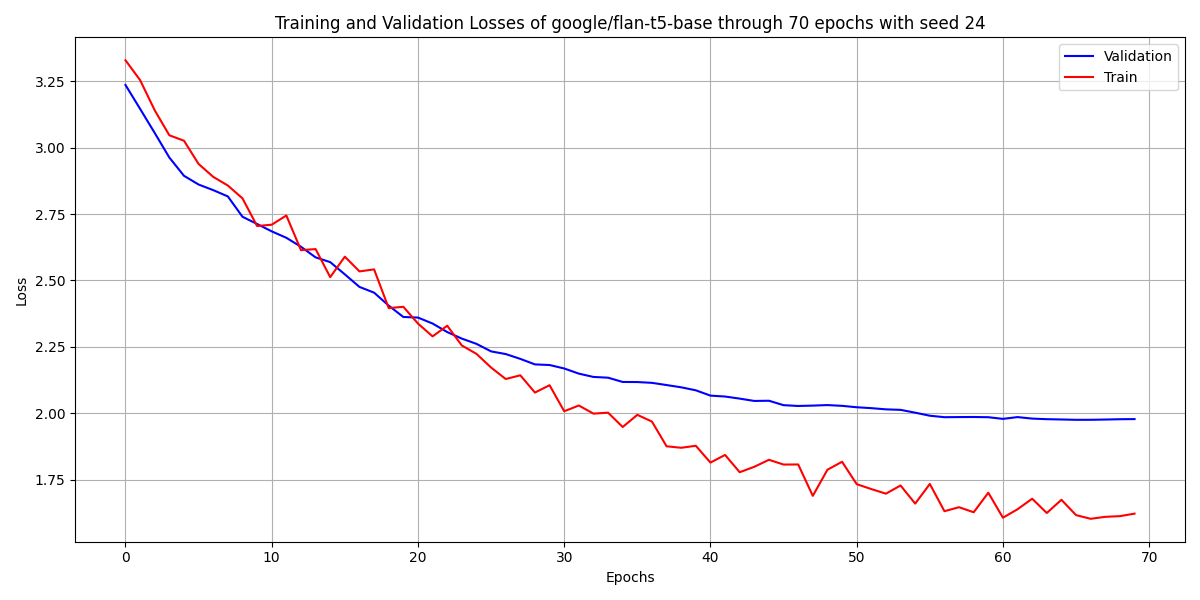 Training and Validation Losses of google/flan-t5-base through 70 epochs with seed 24
Validation
Train
Loss
3.25
3.00
2.75
2.50
2.25
2.00
1.75
0 10 20 30 40 50 60 70
Epochs